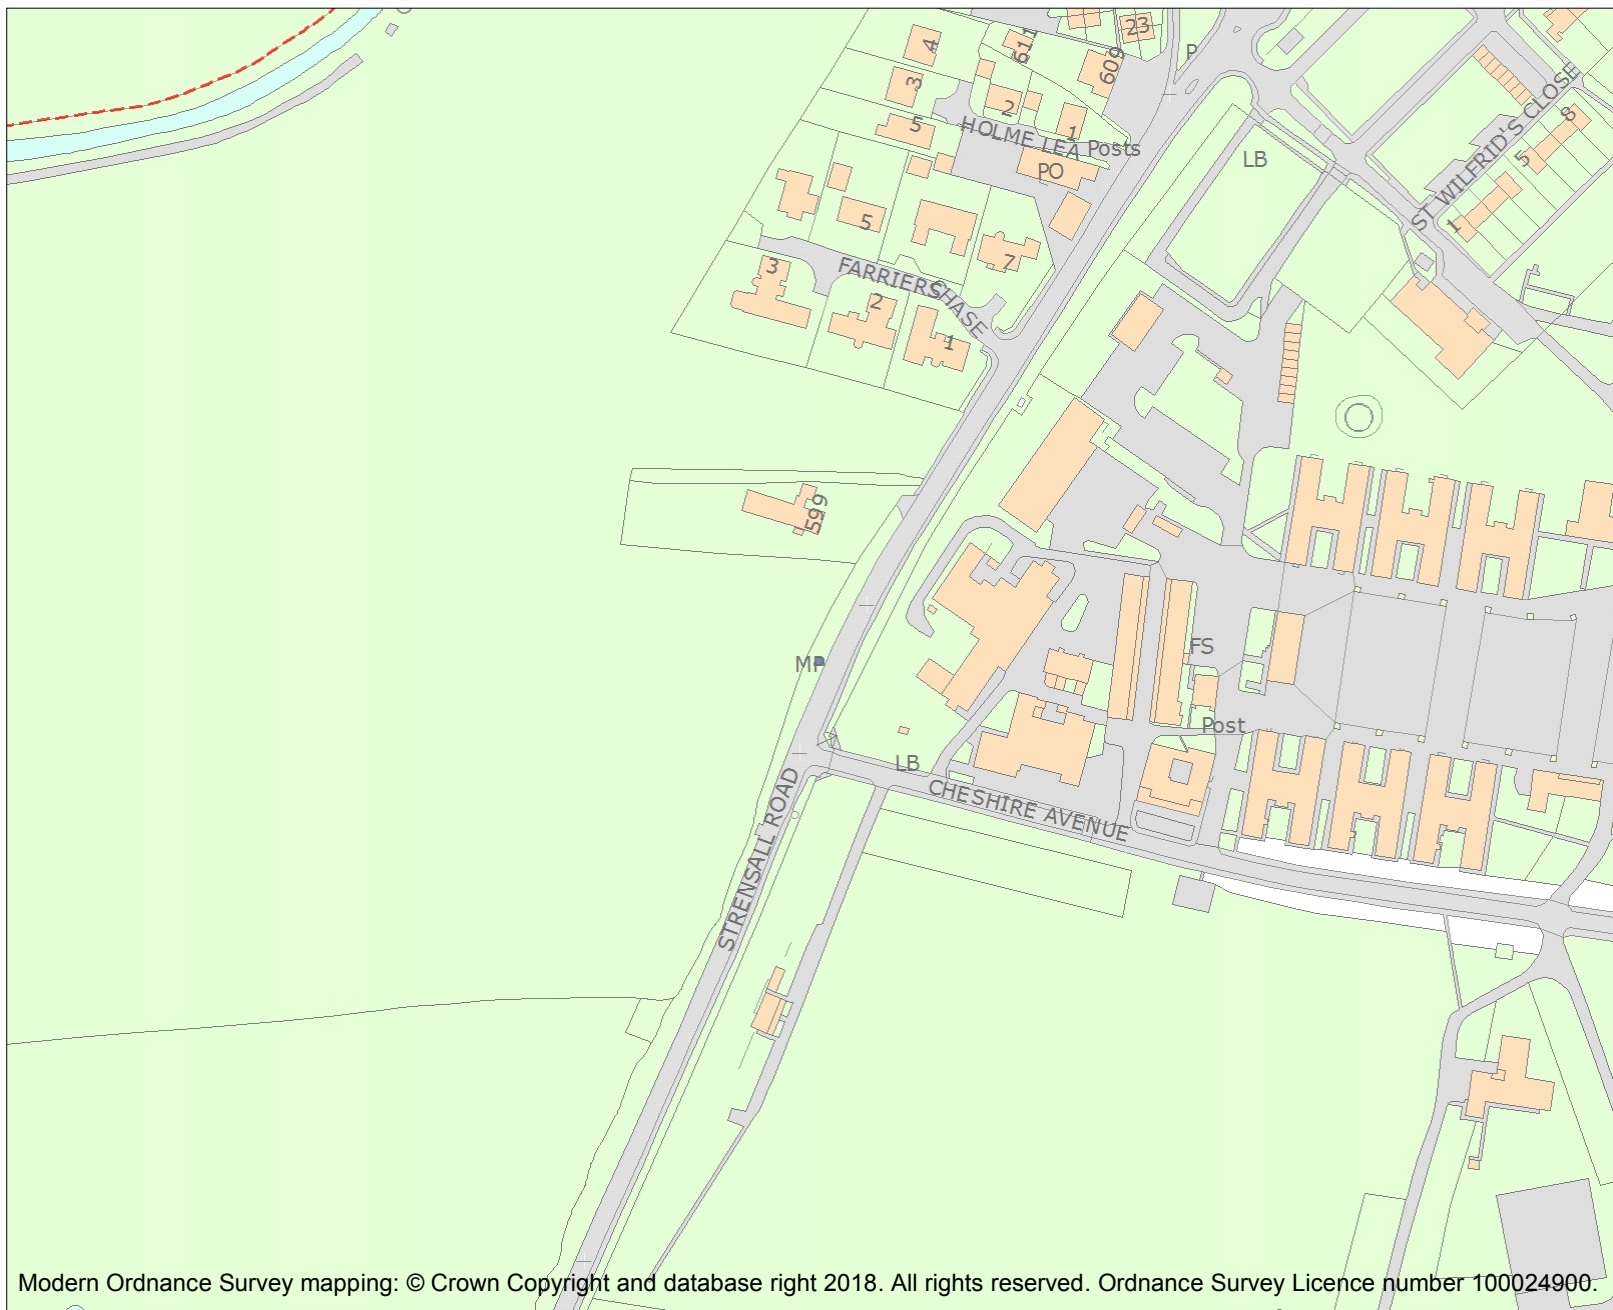 23
P
4
611
609
3
2
1
5
HOLME LEA
Posts
PO
LB
ST WILFRID'S CLOSE
8
5
1
5
7
3
FARRIERS
CHASE
2
1
599
MP
FS
Post
LB
CHESHIRE AVENUE
STRENSALL ROAD
Modern Ordnance Survey mapping: © Crown Copyright and database right 2018. All rights reserved. Ordnance Survey Licence number 100024900.